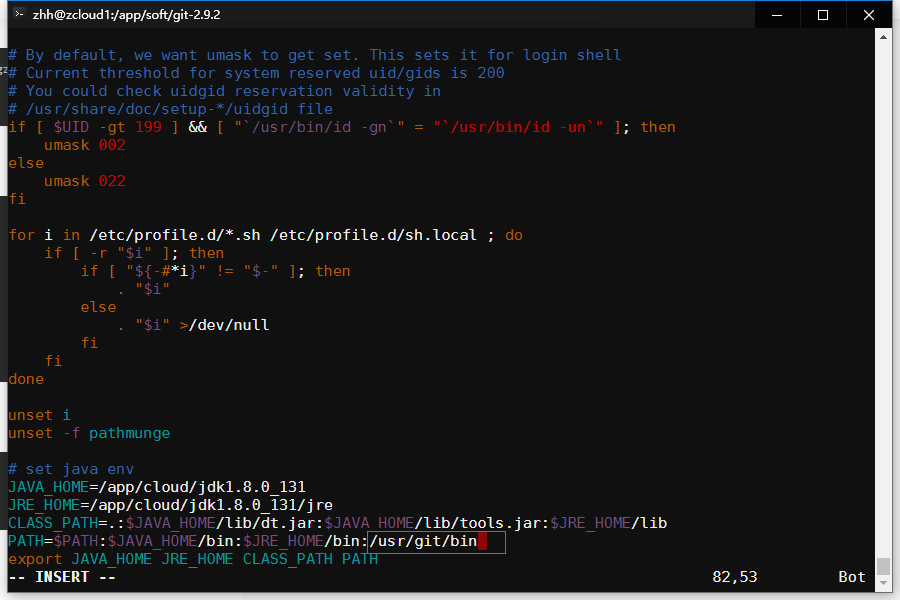 zhh@zcloud1:/app/soft/git-2.9.2
# By default, we want umask to get set. This sets it for login shell
# Current threshold for system reserved uid/gids is 200
# You could check uidgid reservation validity in
# /usr/share/doc/setup-*/uidgid file
if [ $UID -gt 199 ] && [ "`/usr/bin/id -gn`" = "`/usr/bin/id -un`" ]; then
    umask 002
else
    umask 022
fi
for i in /etc/profile.d/*.sh /etc/profile.d/sh.local ; do
    if [ -r "$i" ]; then
        if [ "${-#*i}" != "$-" ]; then
            . "$i"
        else
            . "$i" >/dev/null
        fi
    fi
done
unset i
unset -f pathmunge
# set java env
JAVA_HOME=/app/cloud/jdk1.8.0_131
JRE_HOME=/app/cloud/jdk1.8.0_131/jre
CLASS_PATH=.:$JAVA_HOME/lib/dt.jar:$JAVA_HOME/lib/tools.jar:$JRE_HOME/lib
PATH=$PATH:$JAVA_HOME/bin:$JRE_HOME/bin:/usr/git/bin
export JAVA_HOME JRE_HOME CLASS_PATH PATH
-- INSERT -- 82,53 Bot